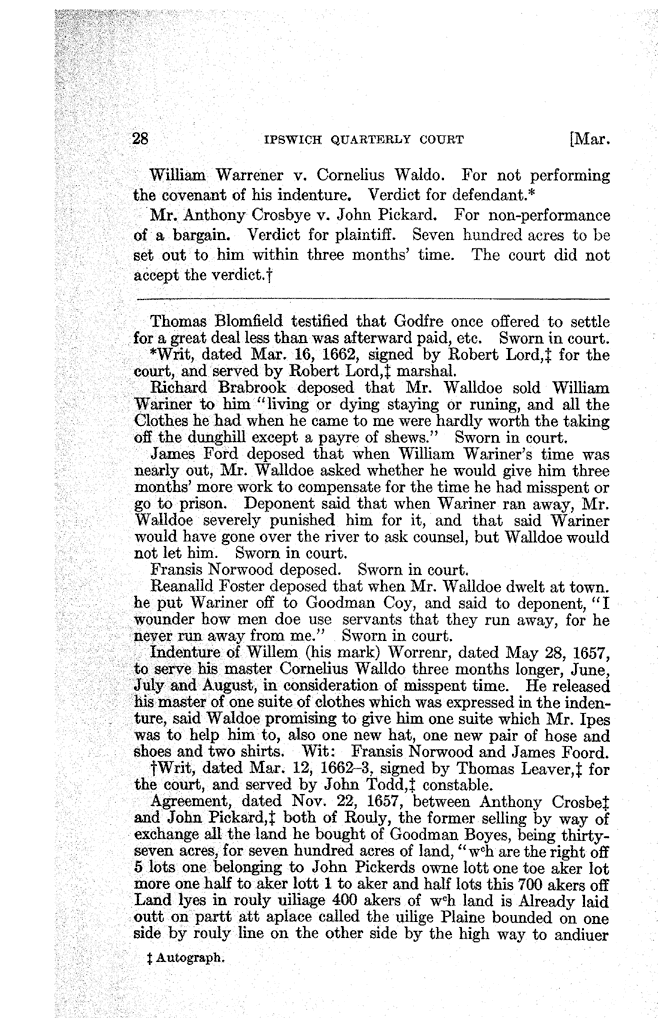 28 IPSWICH QUARTERLY COURT [Mar.
William Warrener v. Cornelius Waldo. For not performing
the covenant of his indenture. Verdict for defendant.*
Mr. Anthony Crosbye v. John Pickard. For non-performance
of a bargain. Verdict for plaintiff. Seven hundred acres to be
set out to him within three months' time. The court did not
accept the verdict.†
Thomas Blomfield testified that Godfre once offered to settle
for a great deal less than was afterward paid, etc. Sworn in court.
*Writ, dated Mar. 16, 1662, signed by Robert Lord,‡ for the
court, and served by Robert Lord,‡ marshal.
Richard Brabrook deposed that Mr. Walldoe sold William
Wariner to him "living or dying staying or runing, and all the
Clothes he had when he came to me were hardly worth the taking
off the dunghill except a payre of shews." Sworn in court.
James Ford deposed that when William Wariner's time was
nearly out, Mr. Walldoe asked whether he would give him three
months' more work to compensate for the time he had misspent or
go to prison. Deponent said that when Wariner ran away, Mr.
Walldoe severely punished him for it, and that said Wariner
would have gone over the river to ask counsel, but Walldoe would
not let him. Sworn in court.
Fransis Norwood deposed. Sworn in court.
Reanalld Foster deposed that when Mr. Walldoe dwelt at town.
he put Wariner off to Goodman Coy, and said to deponent, "I
wounder how men doe use servants that they run away, for he
never run away from me." Sworn in court.
Indenture of Willem (his mark) Worrenr, dated May 28, 1657,
to serve his master Cornelius Walldo three months longer, June,
July and August, in consideration of misspent time. He released
his master of one suite of clothes which was expressed in the inden-
ture, said Waldoe promising to give him one suite which Mr. Ipes
was to help him to, also one new hat, one new pair of hose and
shoes and two shirts. Wit: Fransis Norwood and James Foord.
†Writ, dated Mar. 12, 1662-3, signed by Thomas Leaver,‡ for
the court, and served by John Todd,‡ constable.
Agreement, dated Nov. 22, 1657, between Anthony Crosbe‡
and John Pickard,‡ both of Rouly, the former selling by way of
exchange all the land he bought of Goodman Boyes, being thirty-
seven acres, for seven hundred acres of land, "wᵉh are the right off
5 lots one belonging to John Pickerds owne lott one toe aker lot
more one half to aker lott 1 to aker and half lots this 700 akers off
Land lyes in rouly uiliage 400 akers of wᵉh land is Already laid
outt on partt att aplace called the uilige Plaine bounded on one
side by rouly line on the other side by the high way to andiuer
‡ Autograph.